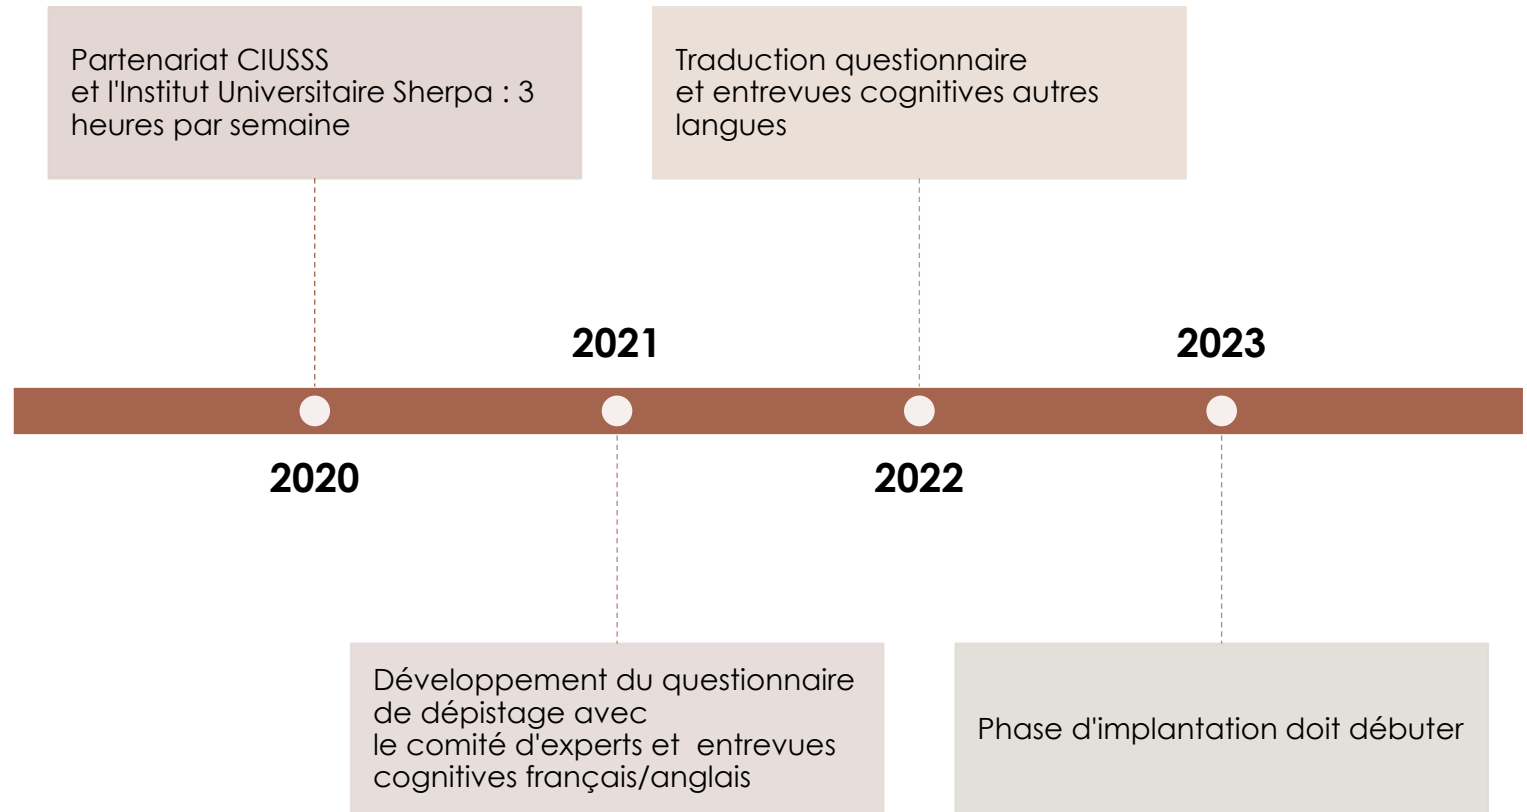 Partenariat CIUSSS
et l'Institut Universitaire Sherpa : 3
heures par semaine
Traduction questionnaire
et entrevues cognitives autres
langues
2021
2023
2020
2022
Développement du questionnaire
de dépistage avec
le comité d'experts et  entrevues
cognitives français/anglais
Phase d'implantation doit débuter